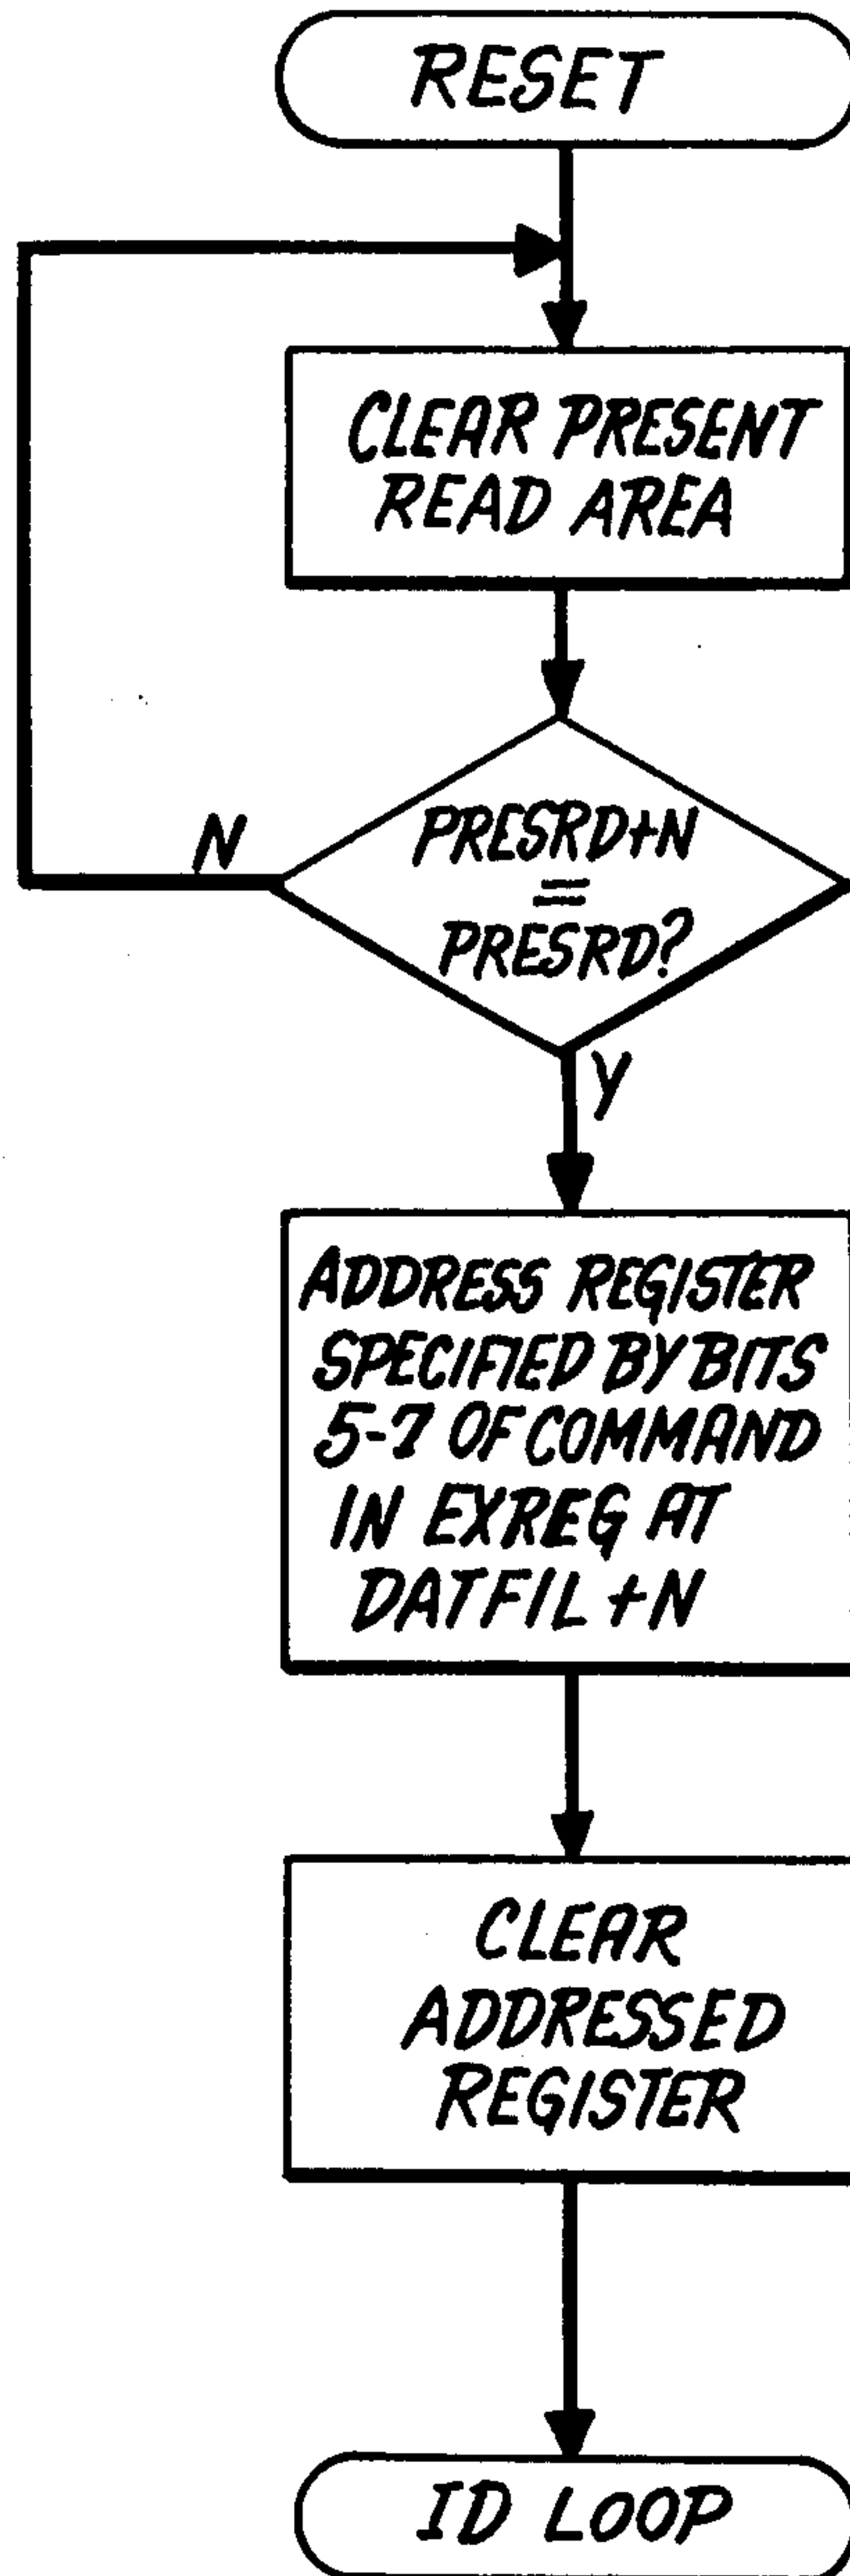 RESET
CLEAR PRESENT
READ AREA
N
PRESRD+N
=
PRESRD?
Y
ADDRESS REGISTER
SPECIFIED BY BITS
5-7 OF COMMAND
IN EXREG AT
DATFIL +N
CLEAR
ADDRESSED
REGISTER
ID LOOP